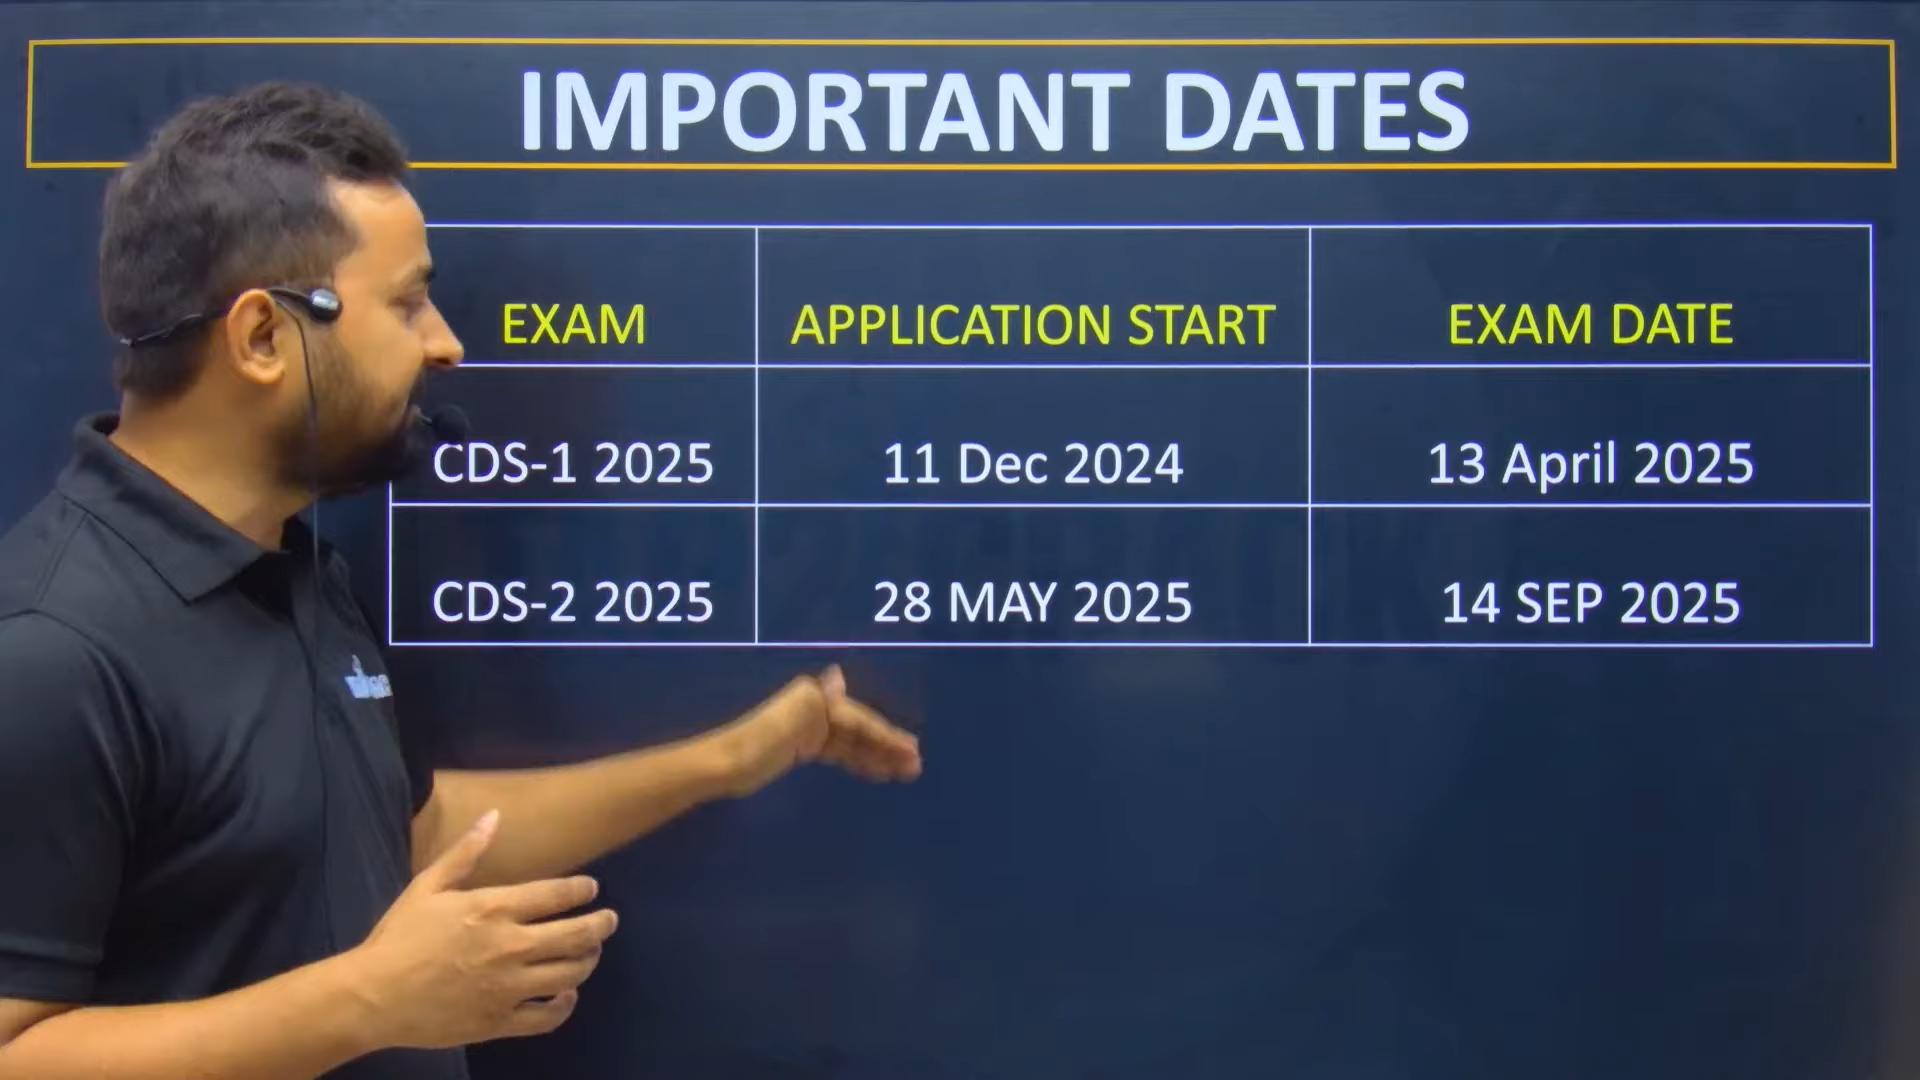 IMPORTANT DATES
EXAM APPLICATION START EXAM DATE
CDS-1 2025 11 Dec 2024 13 April 2025
CDS-2 2025 28 MAY 2025 14 SEP 2025